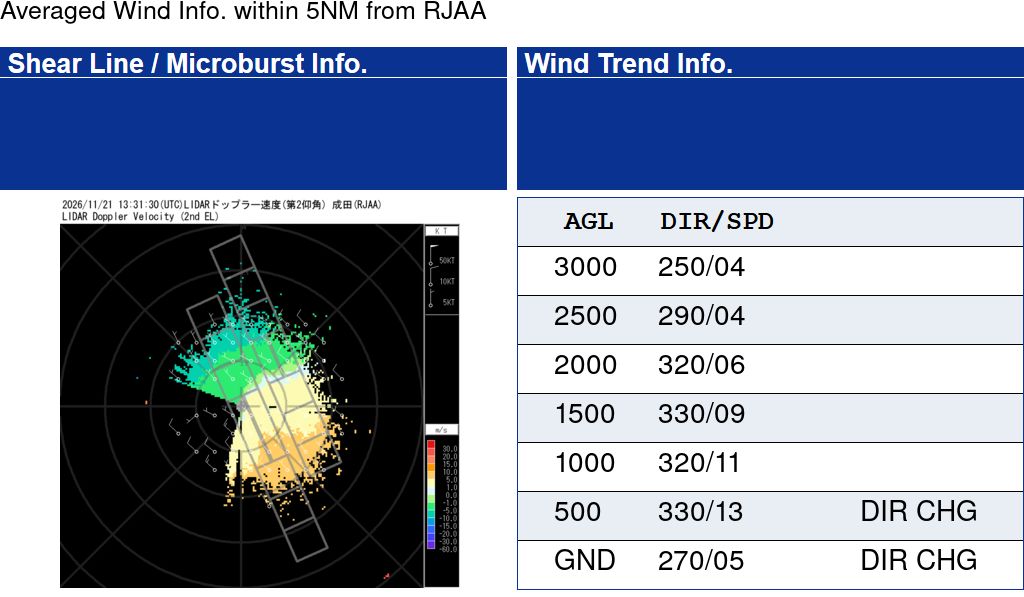 Averaged Wind Info. within 5NM from RJAA
Shear Line / Microburst Info.
Wind Trend Info.
2026/11/21 13:31:30(UTC)LIDARドップラー速度(第2仰角) 成田(RJAA)
LIDAR Doppler Velocity (2nd EL)
K T
50KT
10KT
5KT
m/s
30.0
20.0
15.0
10.0
5.0
1.0
0.0
-1.0
-5.0
-10.0
-15.0
-20.0
-30.0
-60.0
AGL DIR/SPD
3000 250/04
2500 290/04
2000 320/06
1500 330/09
1000 320/11
500 330/13 DIR CHG
GND 270/05 DIR CHG